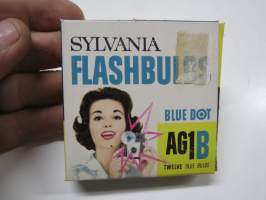 SYLVANIA
FLASHBULBS
BLUE DOT
AG1B
TWELVE BLUE BULBS